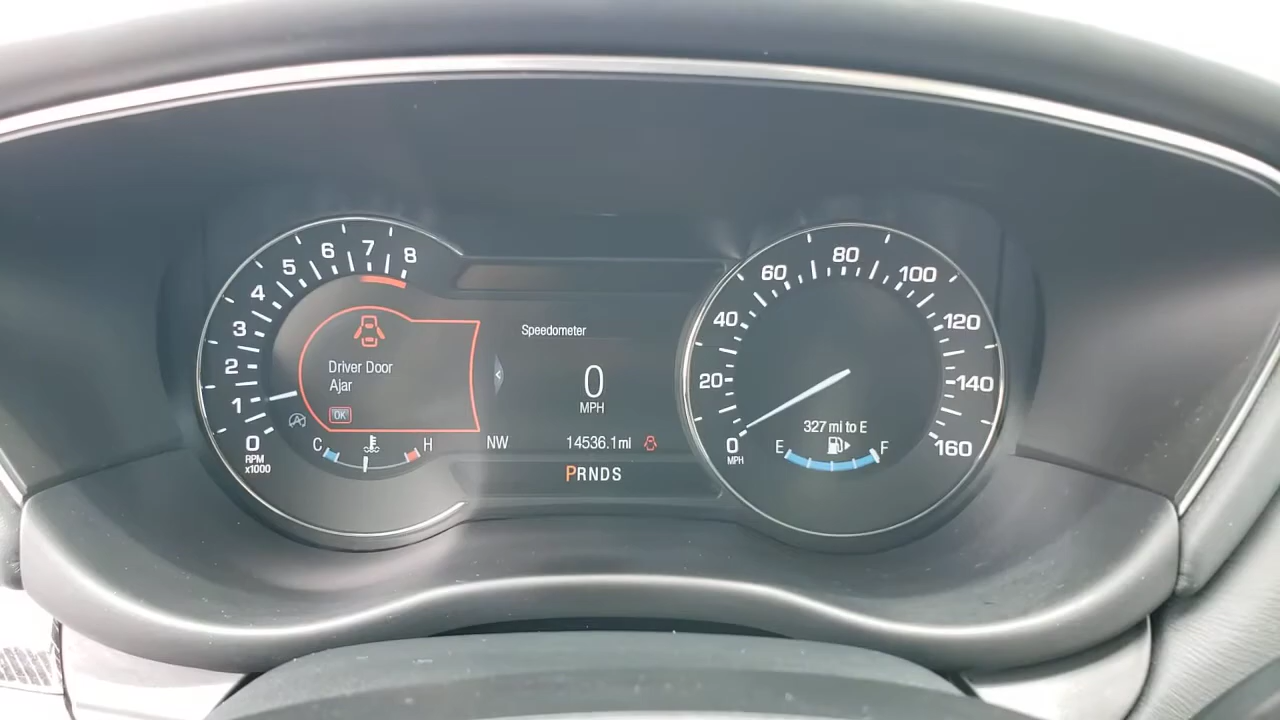 0 1 2 3 4 5 6 7 8
RPM
x1000
Driver Door
Ajar
OK
C H
Speedometer
0
MPH
NW 14536.1mi
PRNDS
0 20 40 60 80 100 120 140 160
MPH
327 mi to E
E F